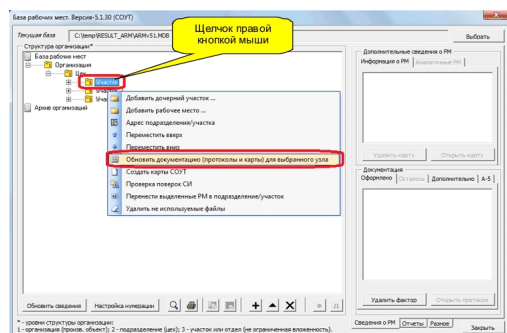 База рабочих мест. Версия-5.1.30 (СОУТ)
Щелчок правой
кнопкой мыши
Текущая база C:\temp\RESULT_ARM\ARMv51.MDB Выбрать
Структура организации*
База рабочих мест
Организация
Цех
Участок
Участок
Архив организаций
Добавить дочерний участок ...
Добавить рабочее место ...
Адрес подразделения/участка
Переместить вверх
Переместить вниз
Обновить документацию (протоколы и карты) для выбранного узла
Создать карты СОУТ
Проверка поверок СИ
Перенести выделенные РМ в подразделение/участок
Удалить не используемые файлы
Дополнительные сведения о РМ
Информация о РМ Аналогичные РМ
Удалить карту Открыть карту
Документация
Оформлено Осталось Дополнительно А-5
Удалить фактор Открыть протокол
Обновить сведения Настройка нумерации
Сведения о РМ Отчеты Разное
Закрыть
* - уровни структуры организации:
1 - организация (произв. объект); 2 - подразделение (цех); 3 - участок или отдел (не ограниченная вложенность).